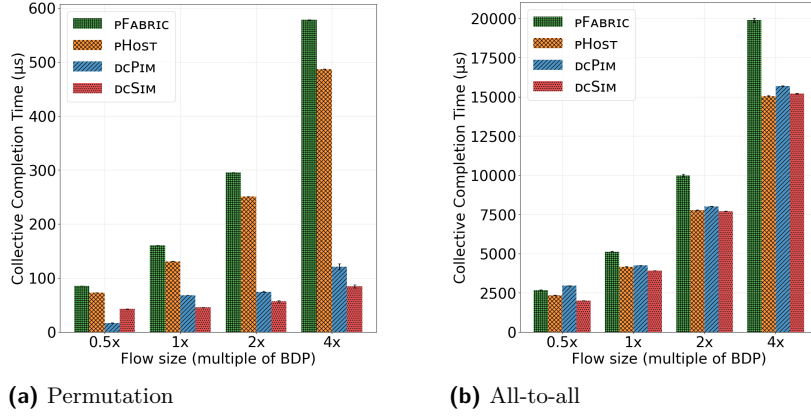 Collective Completion Time (µs)
600
500
400
300
200
100
0
pFabric
pHost
dcPim
dcSim
0.5x 1x 2x 4x
Flow size (multiple of BDP)
(a) Permutation
Collective Completion Time (µs)
20000
17500
15000
12500
10000
7500
5000
2500
0
pFabric
pHost
dcPim
dcSim
0.5x 1x 2x 4x
Flow size (multiple of BDP)
(b) All-to-all